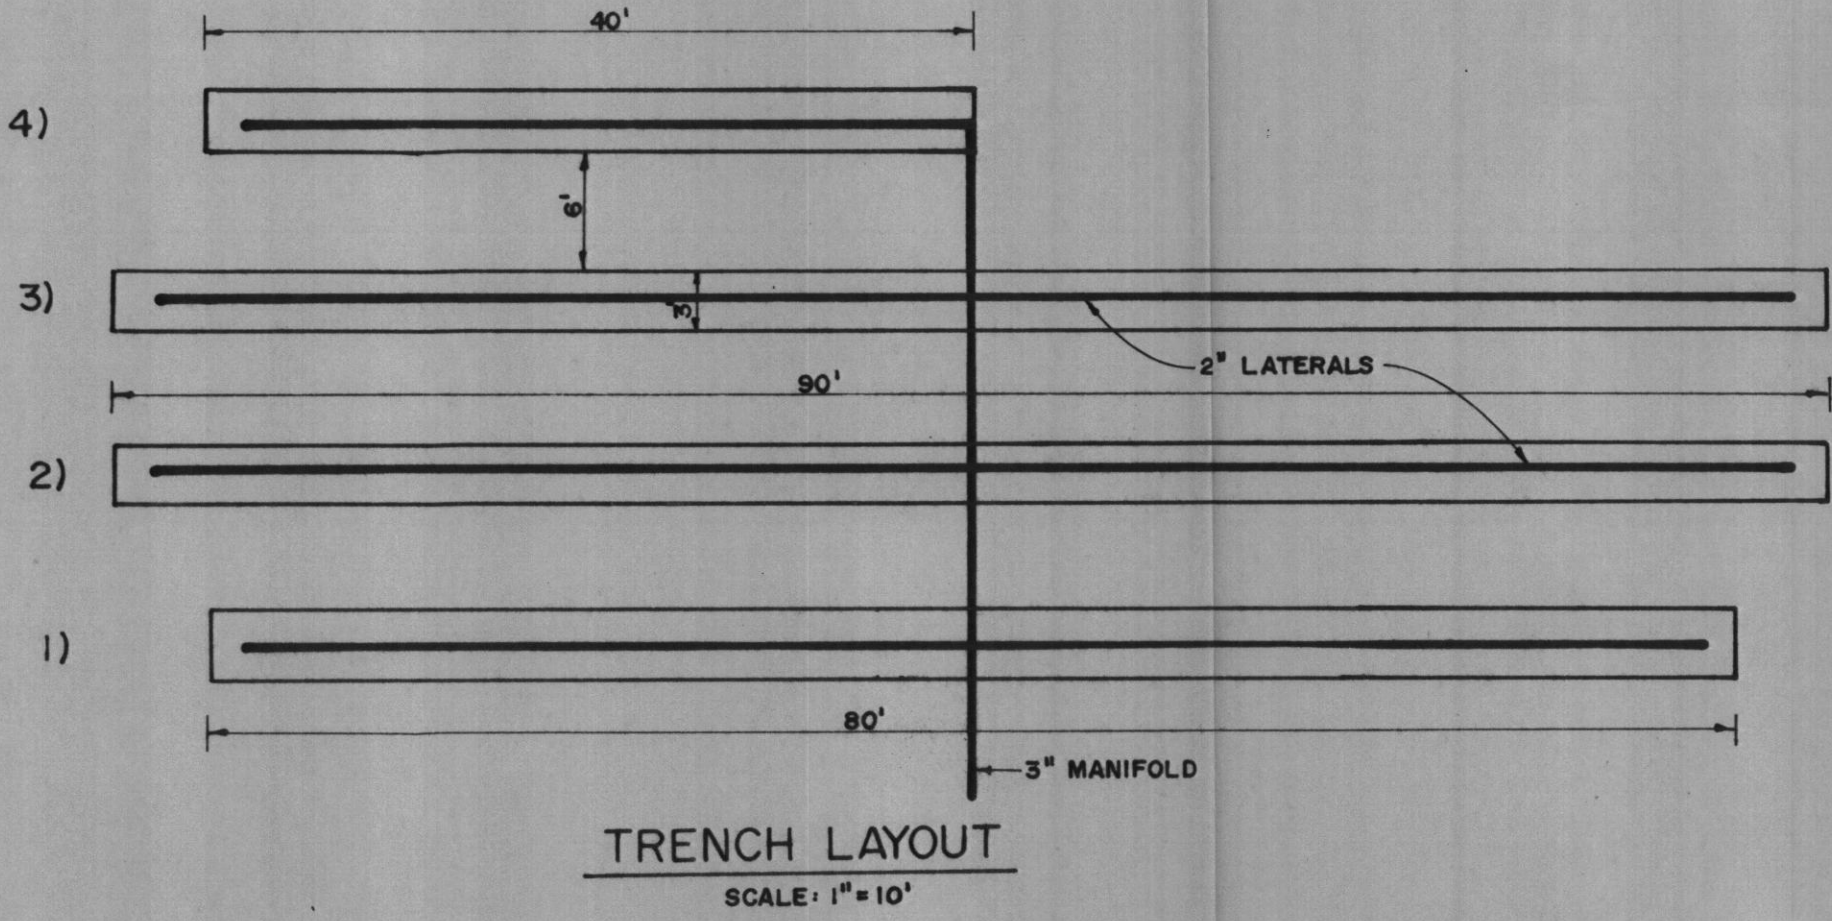 40'
4)
6'
3)
3'
2" LATERALS
90'
2)
1)
80'
3" MANIFOLD
TRENCH LAYOUT
SCALE: 1"=10'